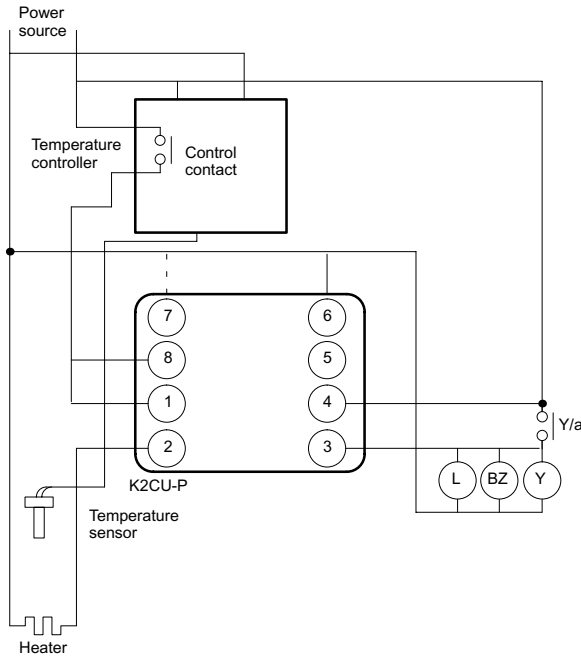 Power
source
Temperature
controller
Control
contact
7
6
8
5
1
4
2
3
Y/a
L
BZ
Y
K2CU-P
Temperature
sensor
Heater